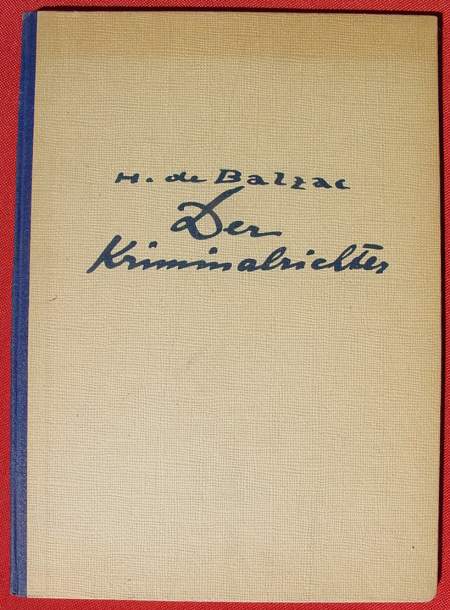 H. de Balzac
Der
Kriminalrichter